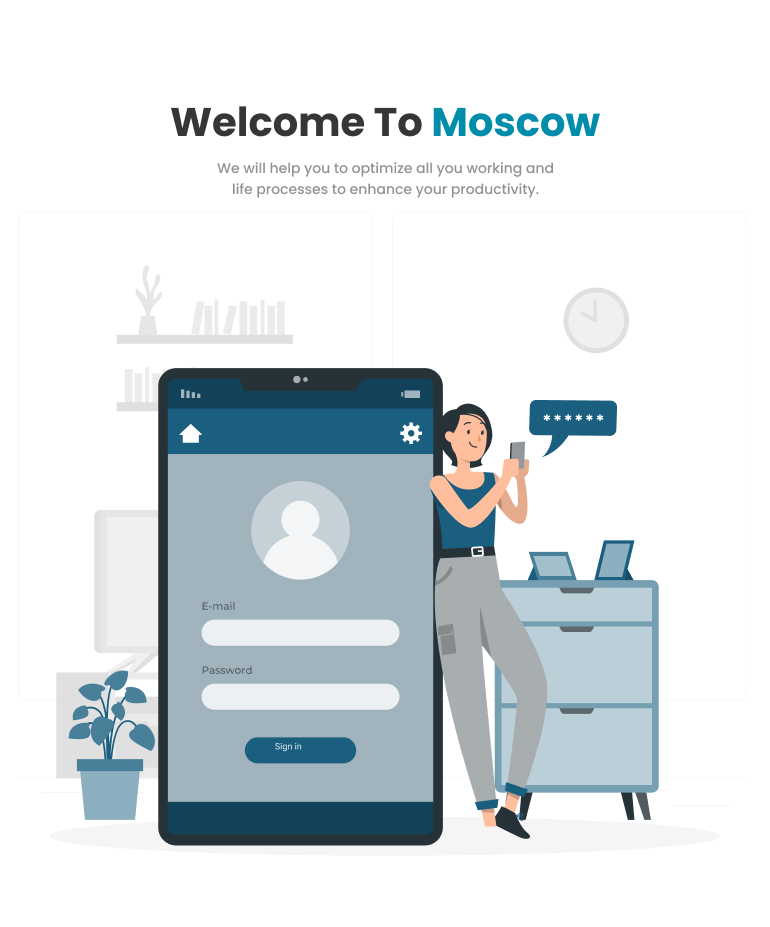 Welcome To Moscow
We will help you to optimize all you working and
life processes to enhance your productivity.
******
E-mail
Password
Sign in